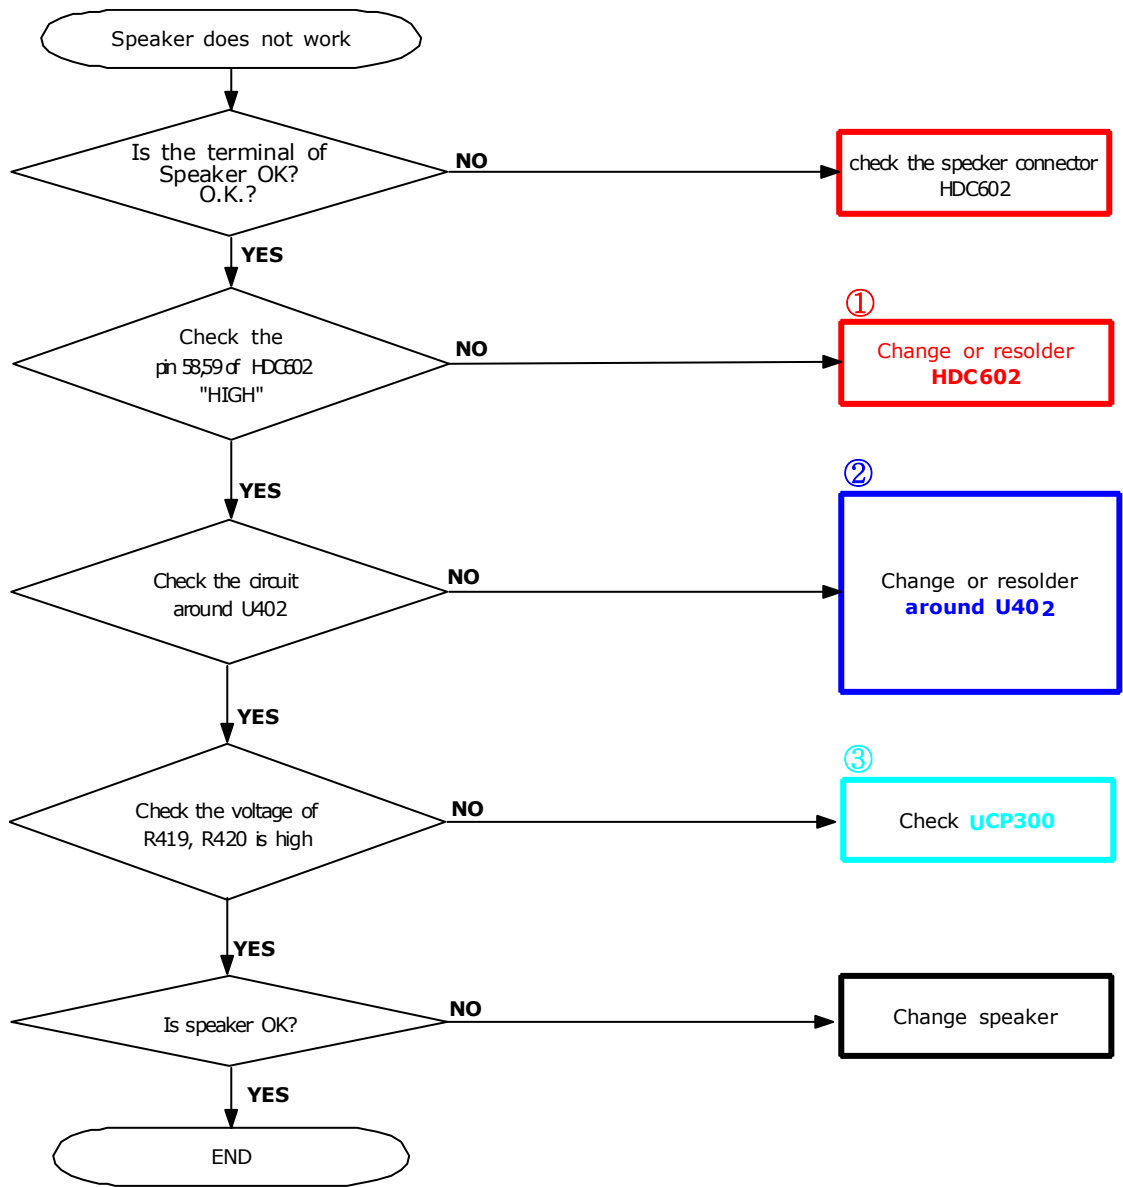 Speaker does not work
Is the terminal of
Speaker OK?
O.K.?
NO
check the specker connector
HDC602
YES
①
Check the
pin 58,59 of HDC602
"HIGH"
NO
Change or resolder
HDC602
YES
②
Check the circuit
around U402
NO
Change or resolder
around U402
YES
③
Check the voltage of
R419, R420 is high
NO
Check UCP300
YES
Is speaker OK?
NO
Change speaker
YES
END